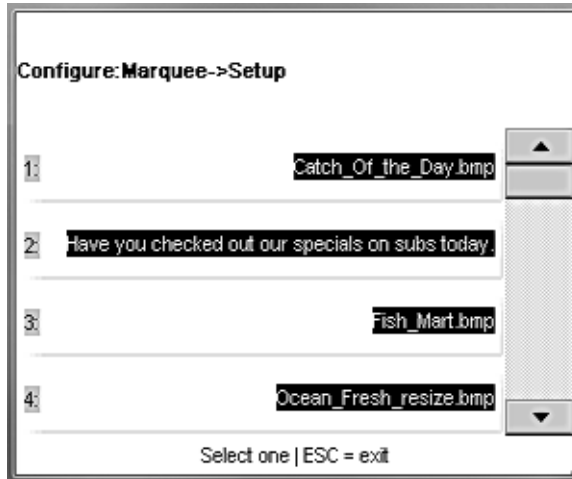 Configure:Marquee->Setup
1: Catch_Of_the_Day.bmp
2: Have you checked out our specials on subs today.
3: Fish_Mart.bmp
4: Ocean_Fresh_resize.bmp
Select one | ESC = exit